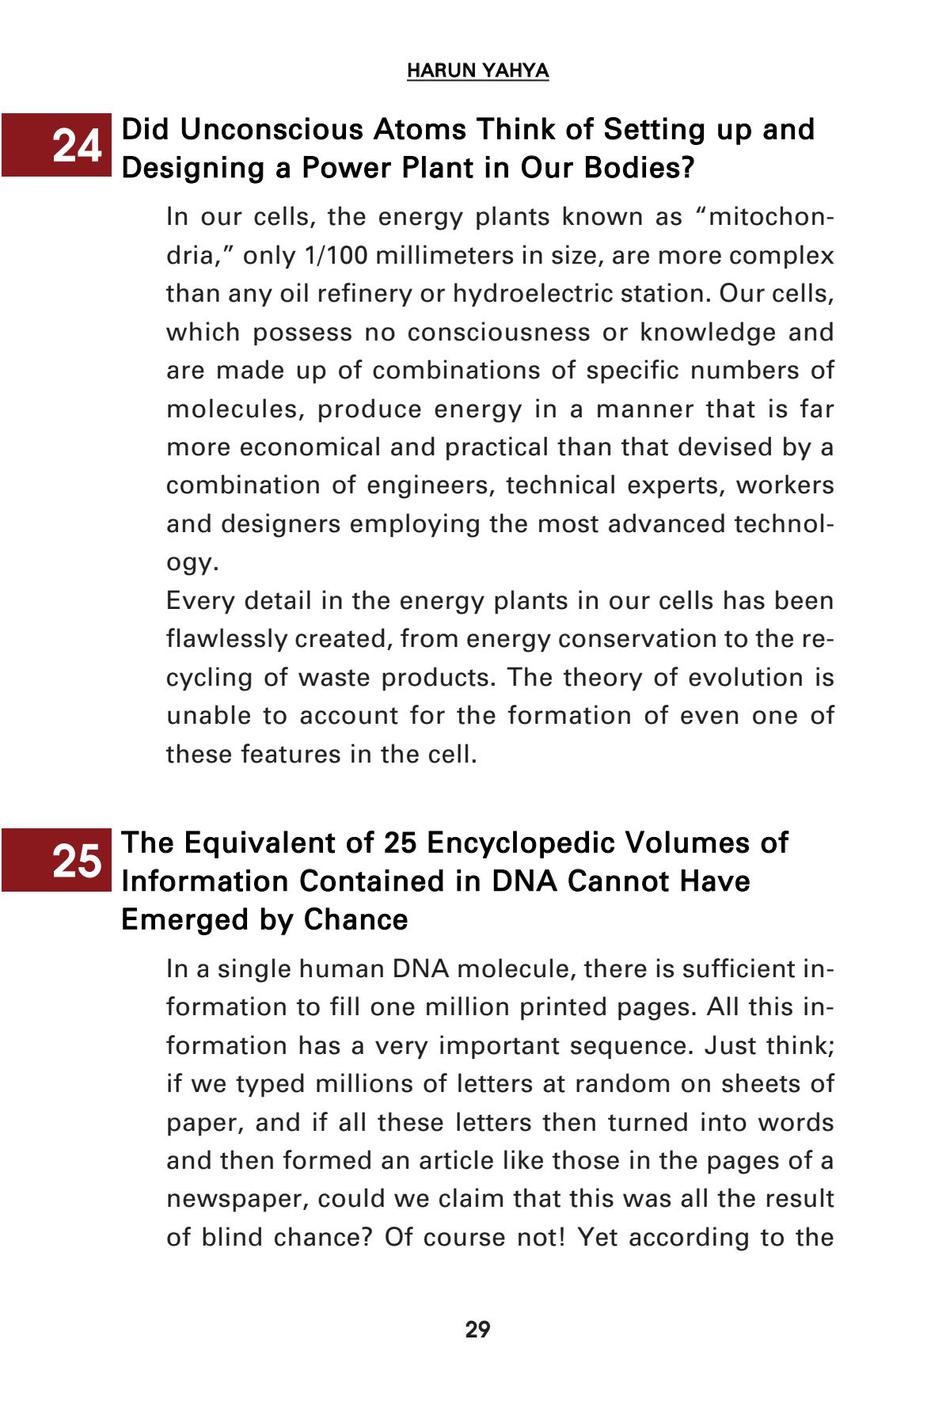 HARUN YAHYA
24
Did Unconscious Atoms Think of Setting up and
Designing a Power Plant in Our Bodies?
In our cells, the energy plants known as “mitochon-
dria,” only 1/100 millimeters in size, are more complex
than any oil refinery or hydroelectric station. Our cells,
which possess no consciousness or knowledge and
are made up of combinations of specific numbers of
molecules, produce energy in a manner that is far
more economical and practical than that devised by a
combination of engineers, technical experts, workers
and designers employing the most advanced technol-
ogy.
Every detail in the energy plants in our cells has been
flawlessly created, from energy conservation to the re-
cycling of waste products. The theory of evolution is
unable to account for the formation of even one of
these features in the cell.
25
The Equivalent of 25 Encyclopedic Volumes of
Information Contained in DNA Cannot Have
Emerged by Chance
In a single human DNA molecule, there is sufficient in-
formation to fill one million printed pages. All this in-
formation has a very important sequence. Just think;
if we typed millions of letters at random on sheets of
paper, and if all these letters then turned into words
and then formed an article like those in the pages of a
newspaper, could we claim that this was all the result
of blind chance? Of course not! Yet according to the
29